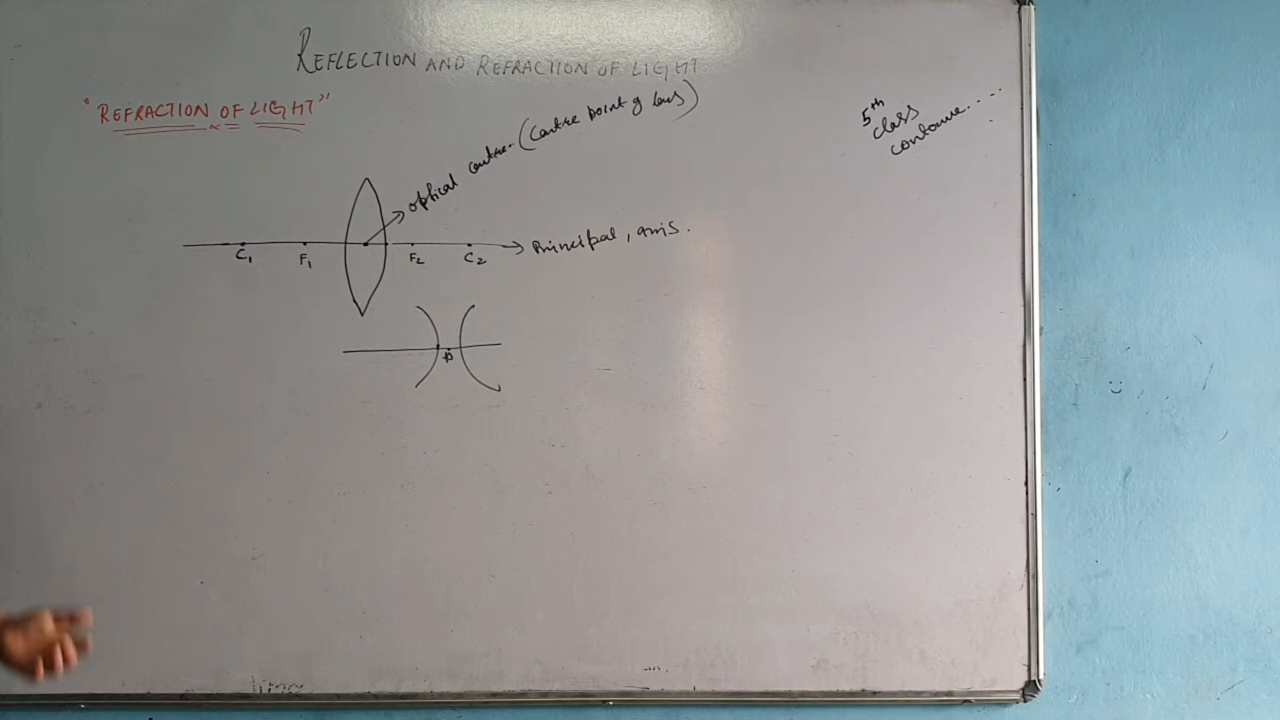 REFLECTION AND REFRACTION OF LIGHT
"REFRACTION OF LIGHT"
5th
class
continue....
optical centre. (Centre point of lens)
C1 F1 F2 C2 Principal, axis.